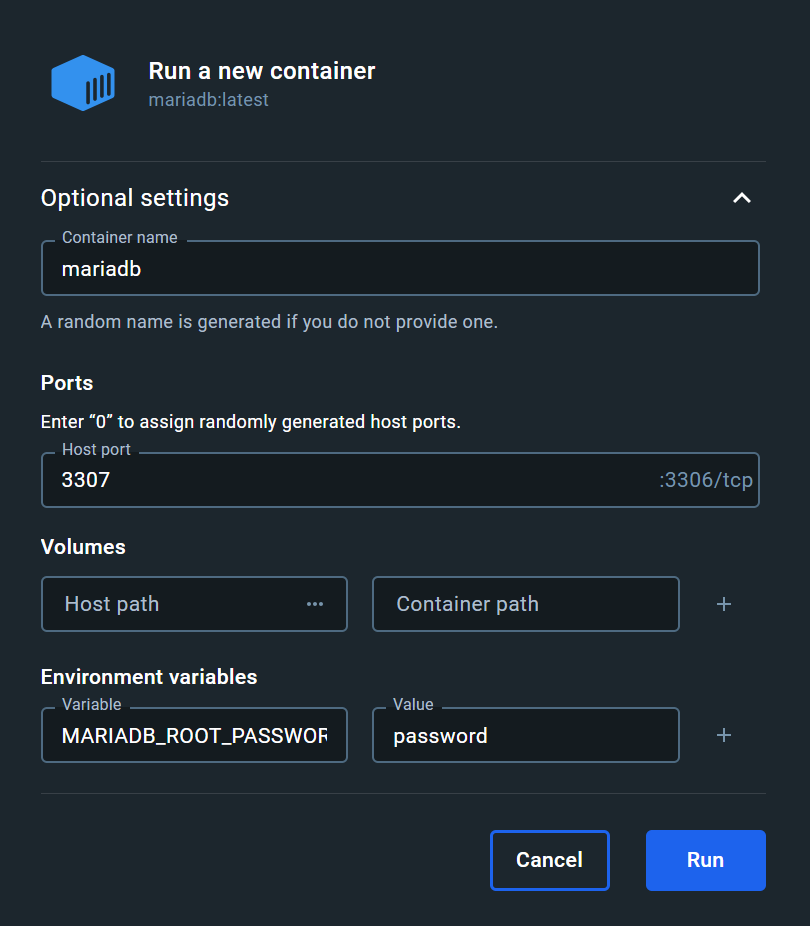 Run a new container
mariadb:latest
Optional settings
Container name
mariadb
A random name is generated if you do not provide one.
Ports
Enter “0” to assign randomly generated host ports.
Host port
3307 :3306/tcp
Volumes
Host path ··· Container path +
Environment variables
Variable Value
MARIADB_ROOT_PASSWOR password +
Cancel Run